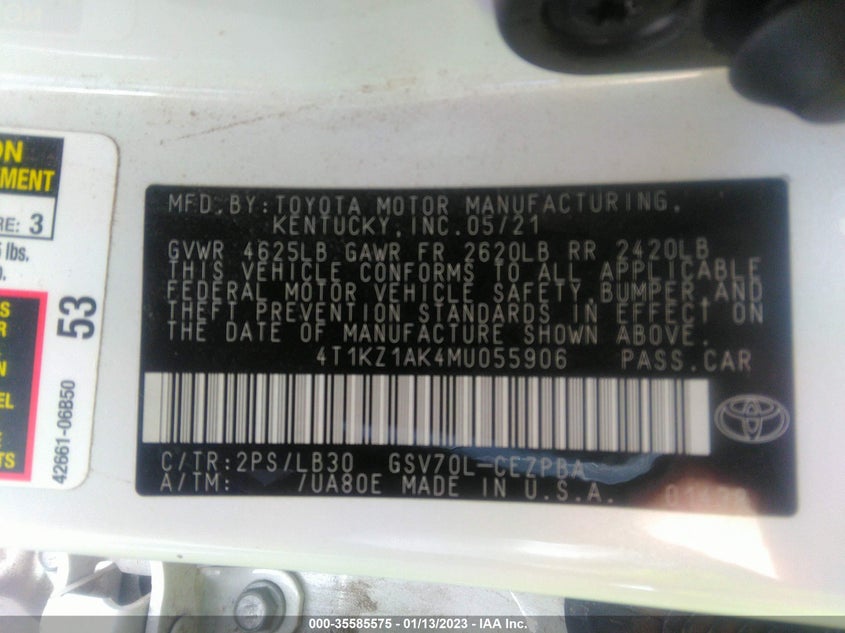 ON
MENT
RE: 3
lbs.
53
42661-06B50
MFD.BY:TOYOTA MOTOR MANUFACTURING,
KENTUCKY,INC.05/21
GVWR 4625LB GAWR FR 2620LB RR 2420LB
THIS VEHICLE CONFORMS TO ALL APPLICABLE
FEDERAL MOTOR VEHICLE SAFETY,BUMPER,AND
THEFT PREVENTION STANDARDS IN EFFECT ON
THE DATE OF MANUFACTURE SHOWN ABOVE.
4T1KZ1AK4MU055906 PASS.CAR
C/TR:2PS/LB30 GSV70L-CEZPBA
A/TM: /UA80E MADE IN U.S.A.
000-35585575 - 01/13/2023 - IAA Inc.